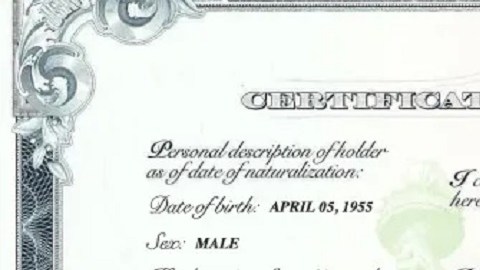 CERTIFICAT
Personal description of holder
as of date of naturalization:
Date of birth: APRIL 05, 1955
Sex: MALE